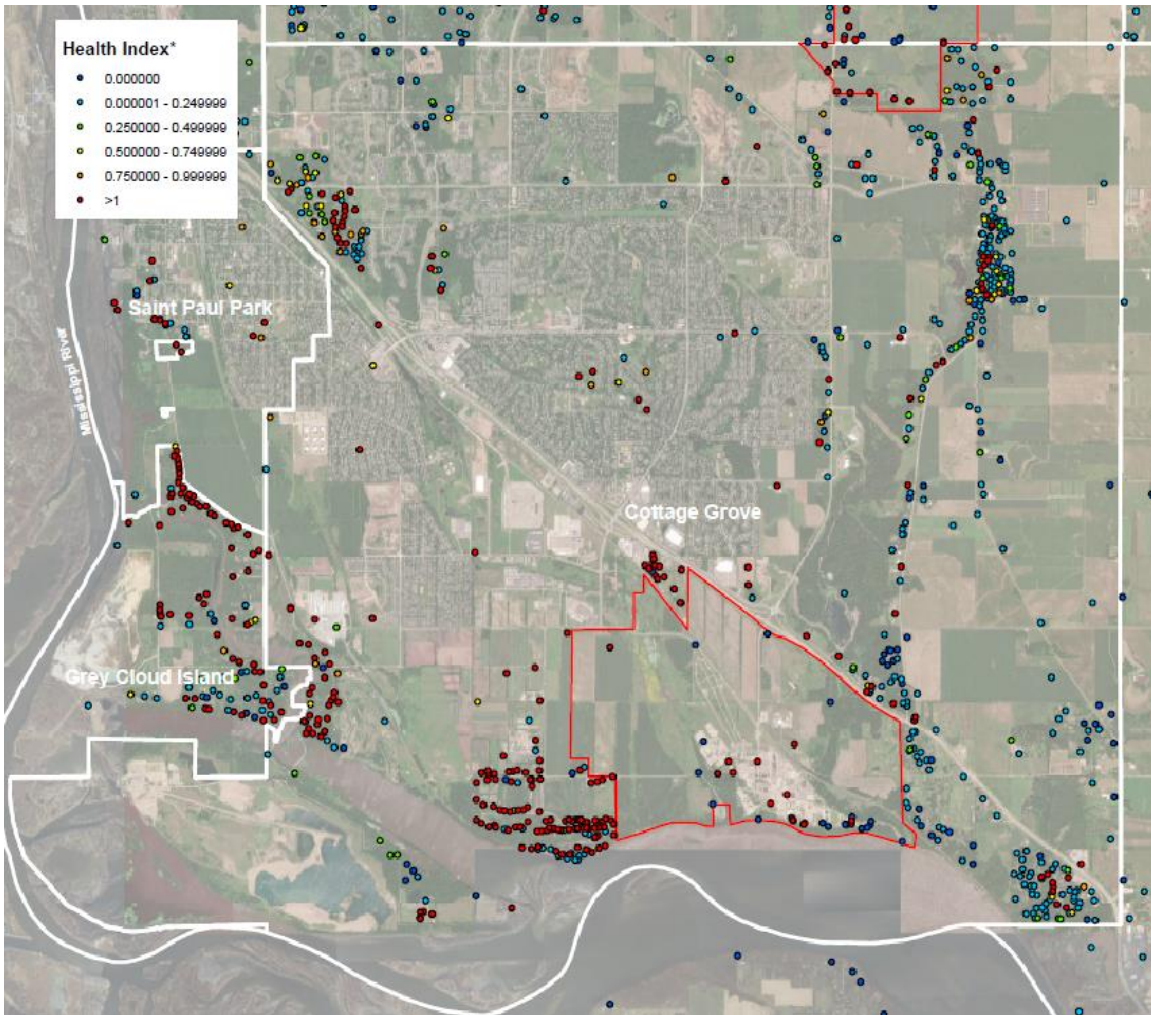 Health Index*
0.000000
0.000001 - 0.249999
0.250000 - 0.499999
0.500000 - 0.749999
0.750000 - 0.999999
>1
Saint Paul Park
Mississippi River
Cottage Grove
Grey Cloud Island